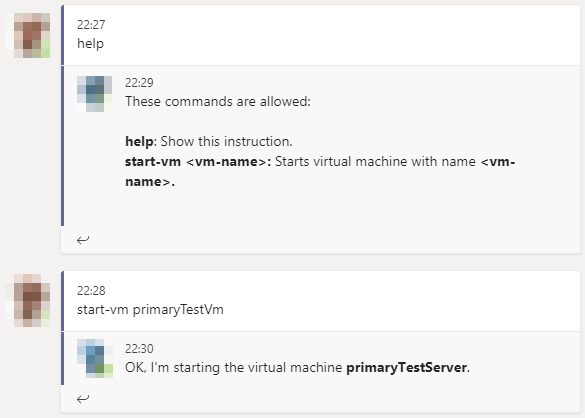 22:27
help
22:29
These commands are allowed:
help: Show this instruction.
start-vm <vm-name>: Starts virtual machine with name <vm-
name>.
22:28
start-vm primaryTestVm
22:30
OK, I'm starting the virtual machine primaryTestServer.